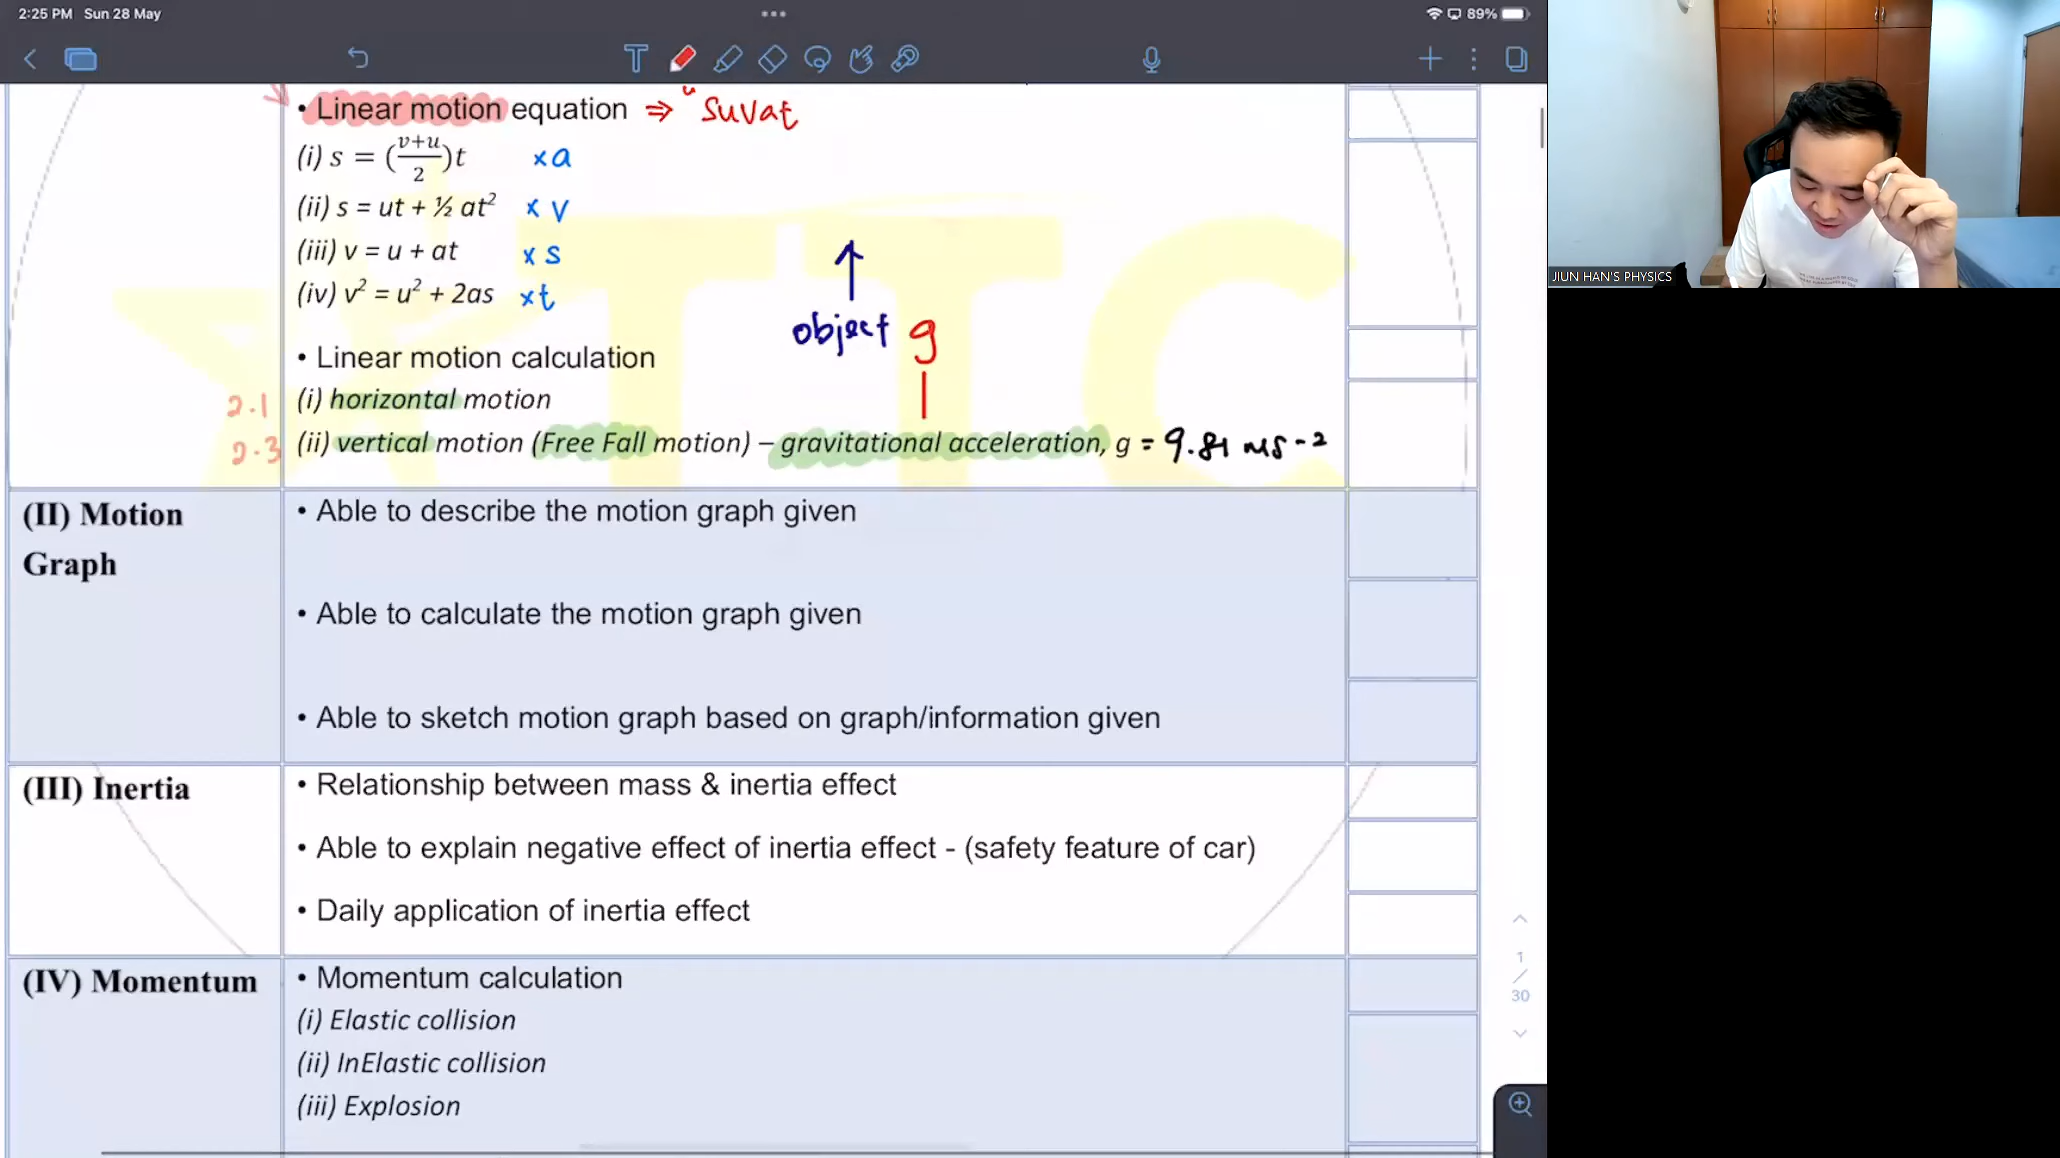 2:25 PM Sun 28 May
89%
• Linear motion equation ⇒ "suvat
(i) s = (v+u/2)t ×a
(ii) s = ut + ½ at² × v
(iii) v = u + at × s
(iv) v² = u² + 2as ×t
object g
• Linear motion calculation
2.1 (i) horizontal motion
2.3 (ii) vertical motion (Free Fall motion) – gravitational acceleration, g = 9.81 ms-2
TTC
(II) Motion Graph
• Able to describe the motion graph given
• Able to calculate the motion graph given
• Able to sketch motion graph based on graph/information given
(III) Inertia
• Relationship between mass & inertia effect
• Able to explain negative effect of inertia effect - (safety feature of car)
• Daily application of inertia effect
(IV) Momentum
• Momentum calculation
(i) Elastic collision
(ii) InElastic collision
(iii) Explosion
1
/
30
JIUN HAN'S PHYSICS